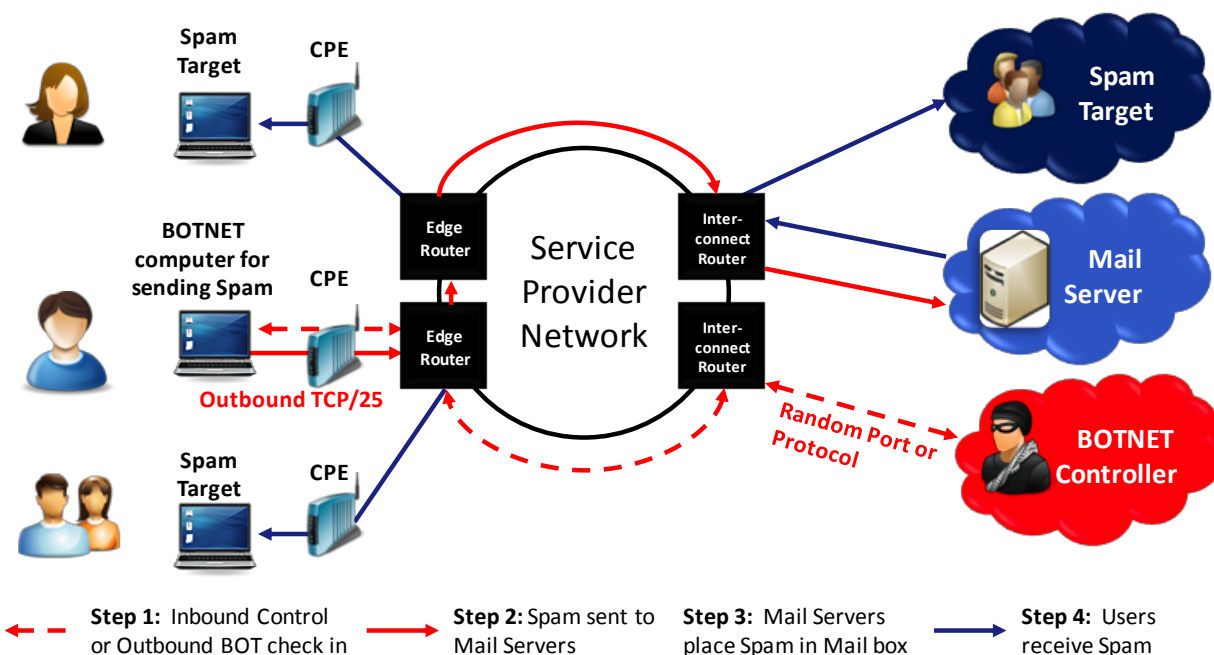 Spam
Target
CPE
Spam
Target
Edge
Router
Inter-
connect
Router
Service
Provider
Network
BOTNET
computer for
sending Spam
CPE
Mail
Server
Edge
Router
Inter-
connect
Router
Outbound TCP/25
Random Port or
Protocol
BOTNET
Controller
Spam
Target
CPE
Step 1: Inbound Control
or Outbound BOT check in
Step 2: Spam sent to
Mail Servers
Step 3: Mail Servers
place Spam in Mail box
Step 4: Users
receive Spam